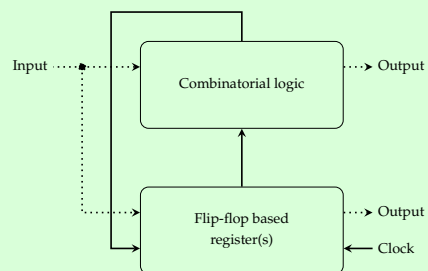 Input
Combinatorial logic
Output
Flip-flop based
register(s)
Output
Clock